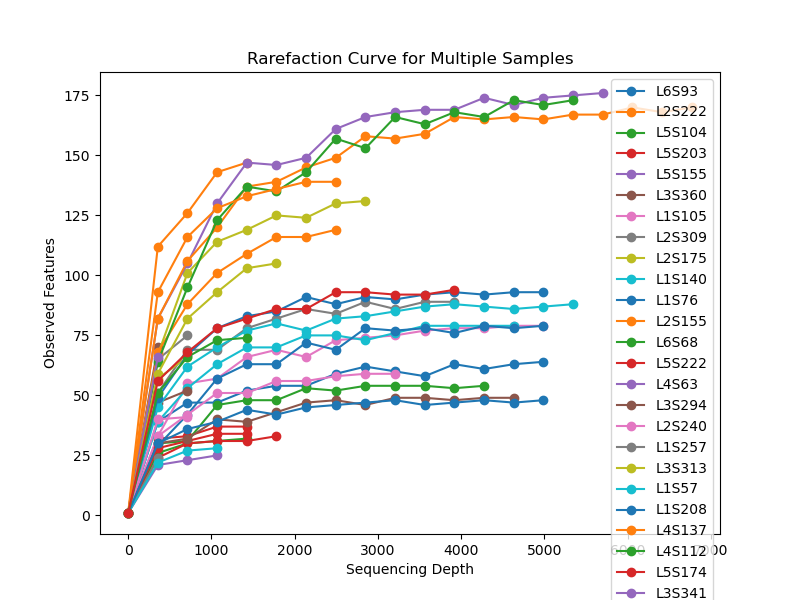 Rarefaction Curve for Multiple Samples
Observed Features
175
150
125
100
75
50
25
0
0
1000
2000
3000
4000
5000
6000
7000
Sequencing Depth
L6S93
L2S222
L5S104
L5S203
L5S155
L3S360
L1S105
L2S309
L2S175
L1S140
L1S76
L2S155
L6S68
L5S222
L4S63
L3S294
L2S240
L1S257
L3S313
L1S57
L1S208
L4S137
L4S112
L5S174
L3S341